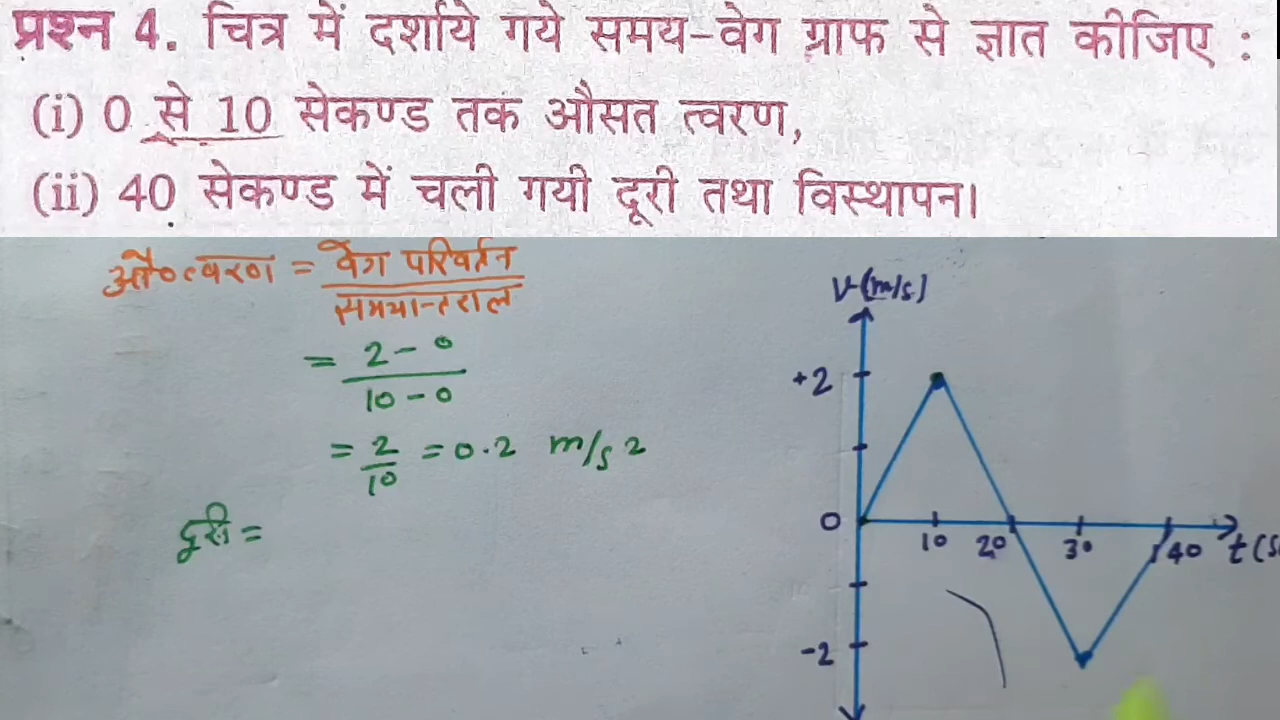 प्रश्न 4. चित्र में दर्शाये गये समय-वेग ग्राफ से ज्ञात कीजिए :
(i) 0 से 10 सेकण्ड तक औसत त्वरण,
(ii) 40 सेकण्ड में चली गयी दूरी तथा विस्थापन।
औ० त्वरण = वेग परिवर्तन
समयान्तराल
= 2 - 0
10 - 0
= 2 = 0.2 m/s 2
10
दूरी =
V(m/s)
+2
0
10 20 30 40 t(s
-2